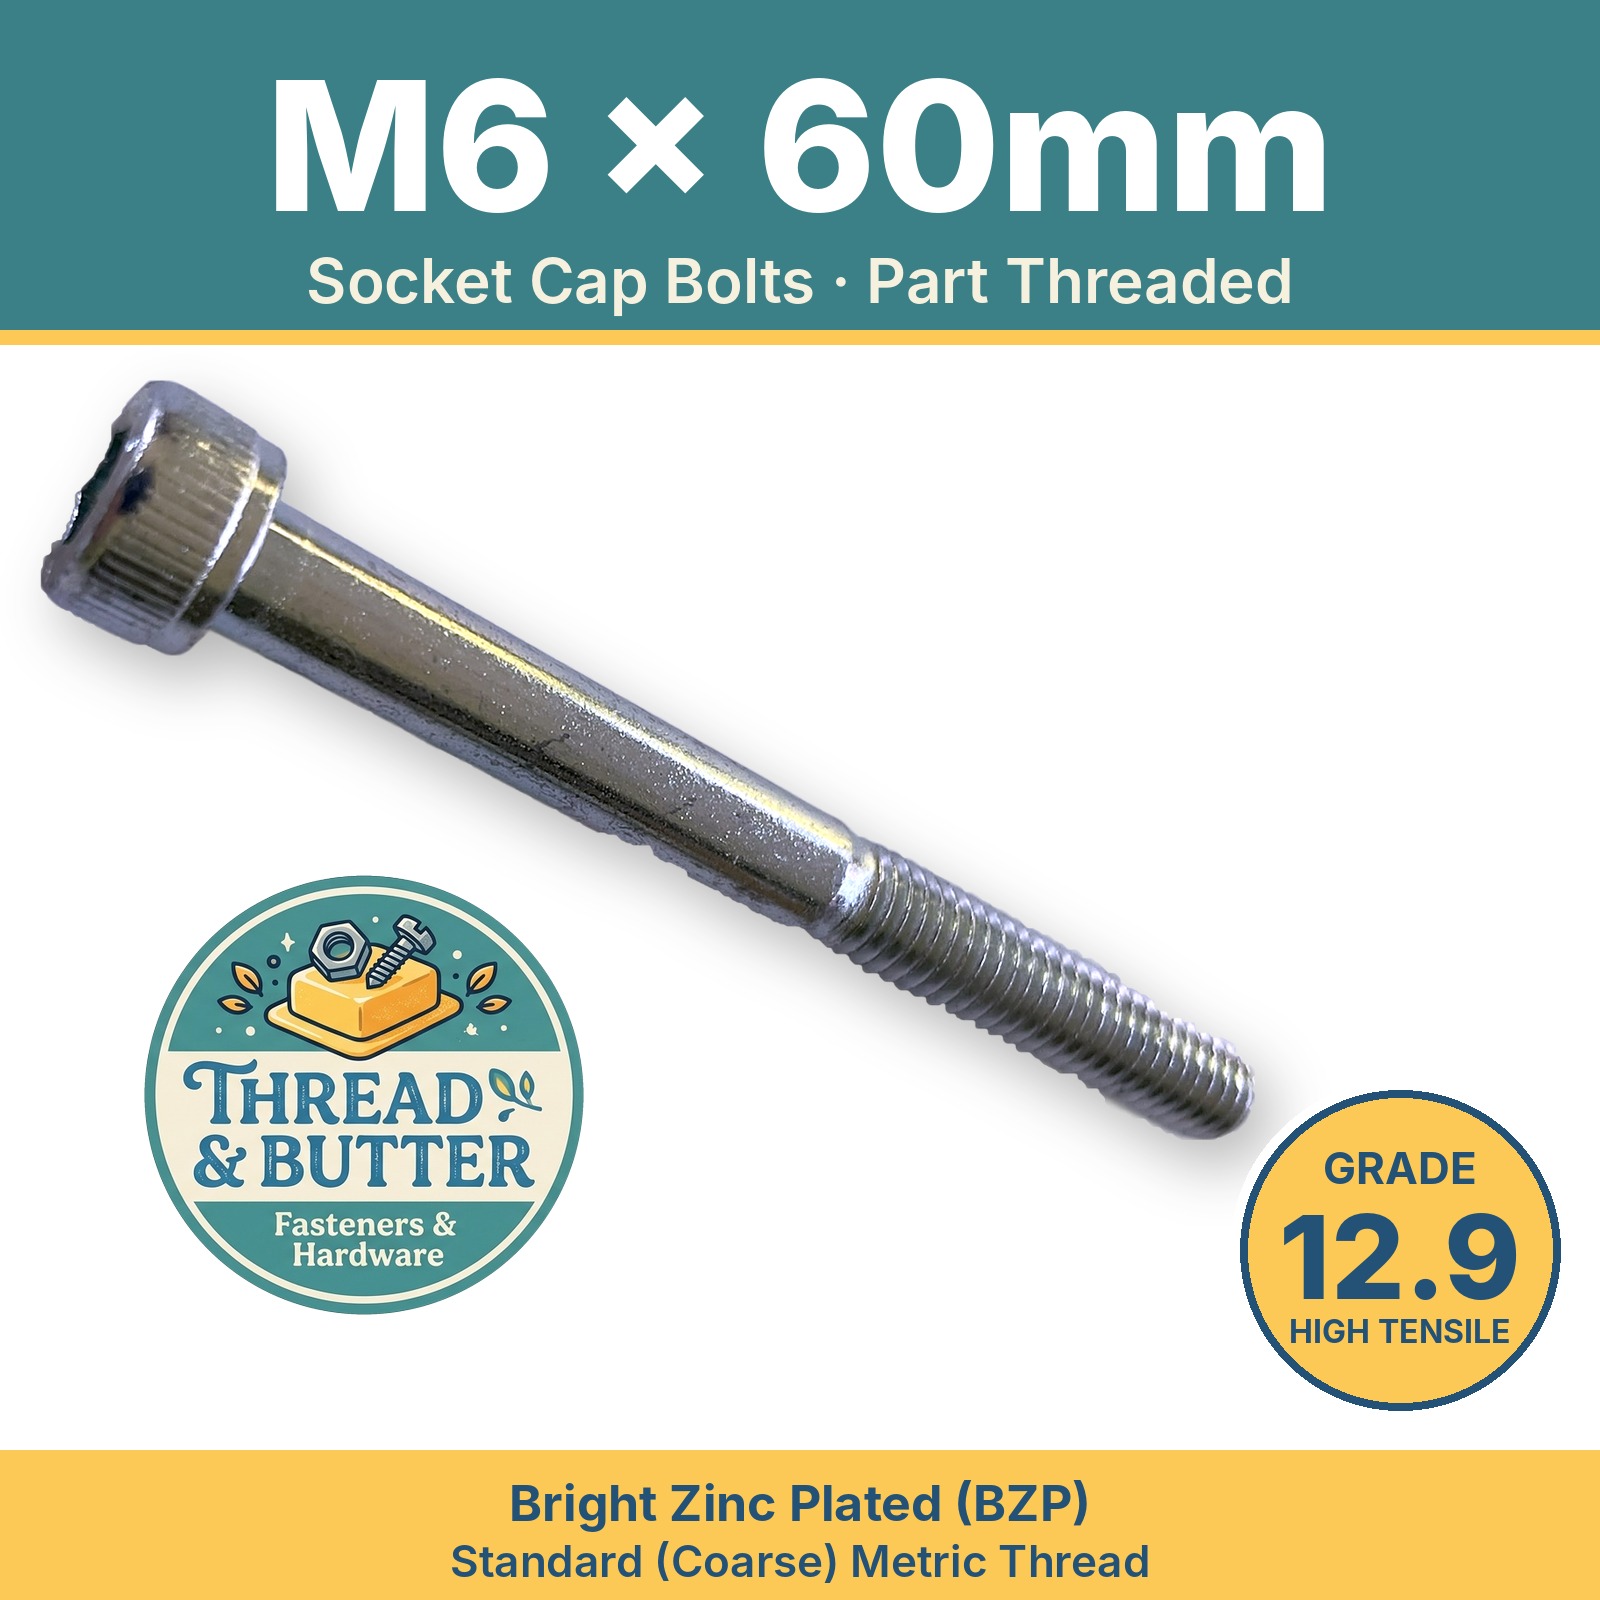 M6 × 60mm
Socket Cap Bolts · Part Threaded
THREAD
& BUTTER
Fasteners &
Hardware
GRADE
12.9
HIGH TENSILE
Bright Zinc Plated (BZP)
Standard (Coarse) Metric Thread